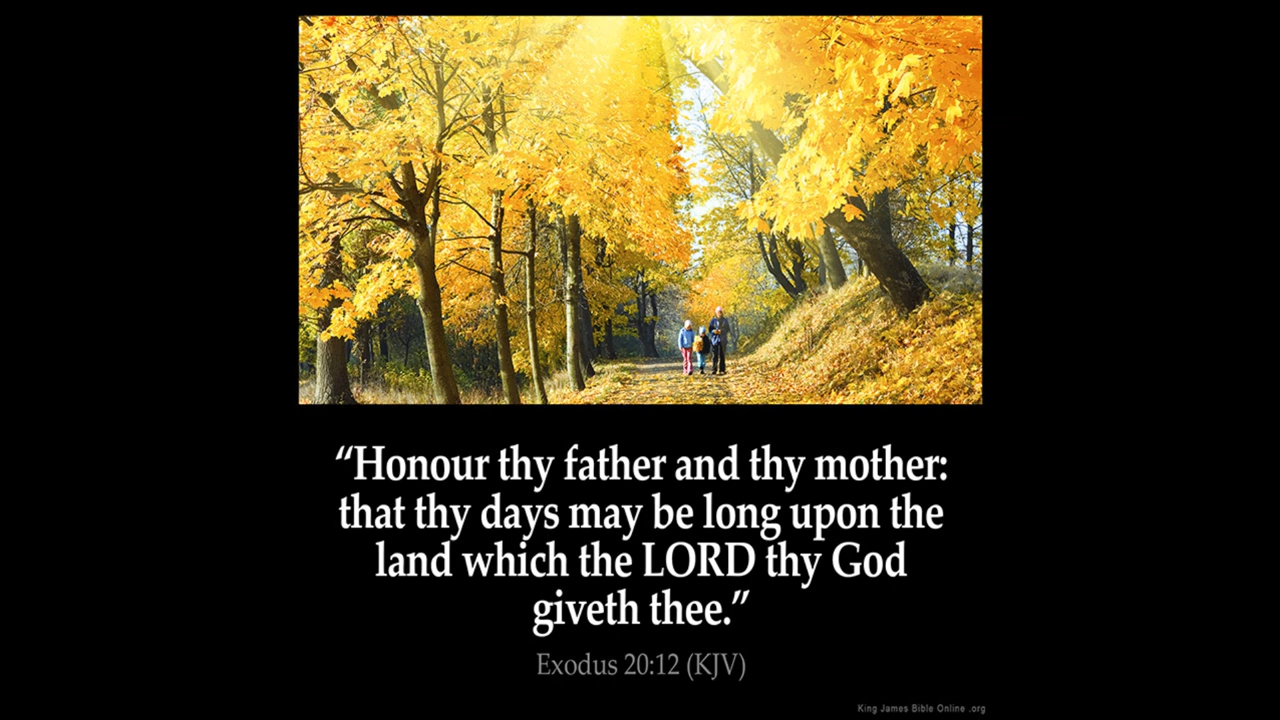 “Honour thy father and thy mother:
that thy days may be long upon the
land which the LORD thy God
giveth thee.”
Exodus 20:12 (KJV)
King James Bible Online .org